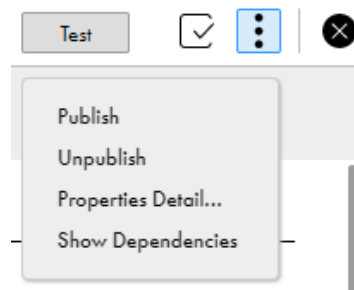 Test
Publish
Unpublish
Properties Detail...
Show Dependencies